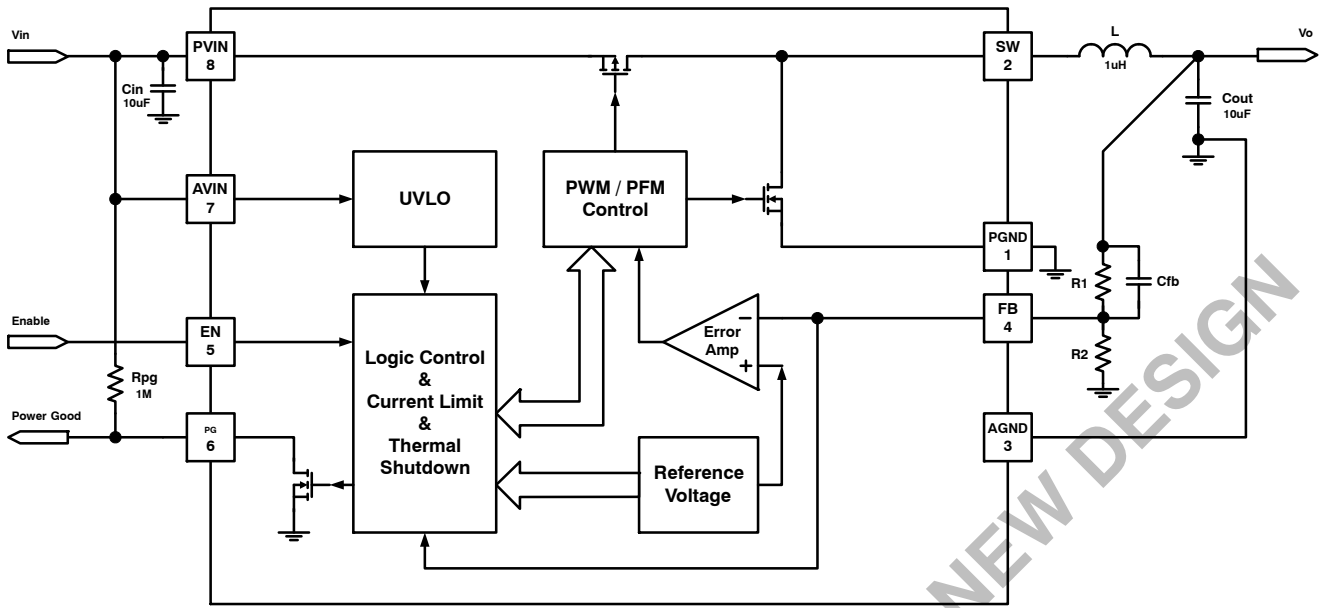 Vin
PVIN
8
Cin
10uF
SW
2
L
1uH
Vo
Cout
10uF
AVIN
7
UVLO
PWM / PFM
Control
PGND
1
R1
Cfb
Enable
EN
5
Logic Control
&
Current Limit
&
Thermal
Shutdown
Error
Amp
−
+
FB
4
R2
Rpg
1M
Power Good
PG
6
Reference
Voltage
AGND
3
NEW DESIGN